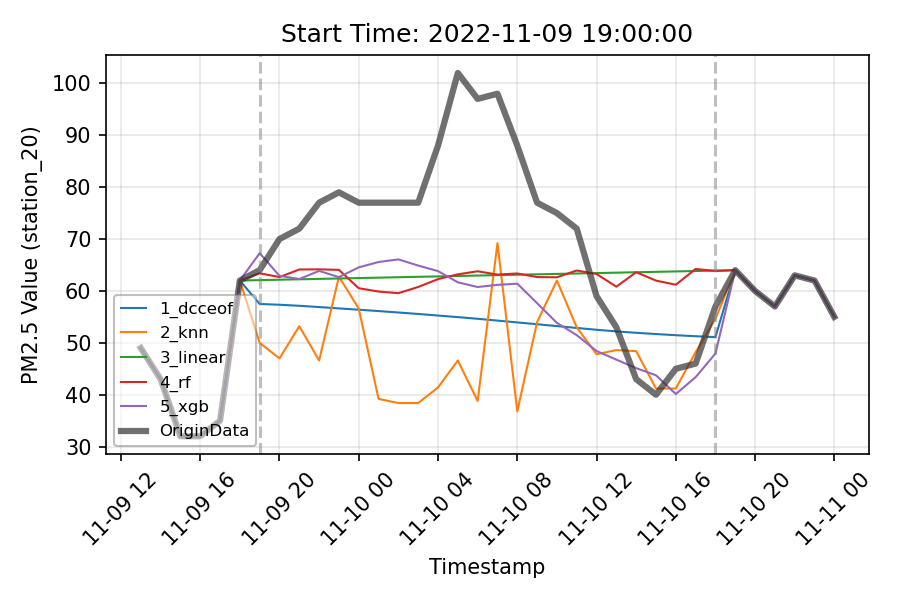 Start Time: 2022-11-09 19:00:00
PM2.5 Value (station_20)
100
90
80
70
60
50
40
30
1_dcceof
2_knn
3_linear
4_rf
5_xgb
OriginData
11-09 12
11-09 16
11-09 20
11-10 00
11-10 04
11-10 08
11-10 12
11-10 16
11-10 20
11-11 00
Timestamp